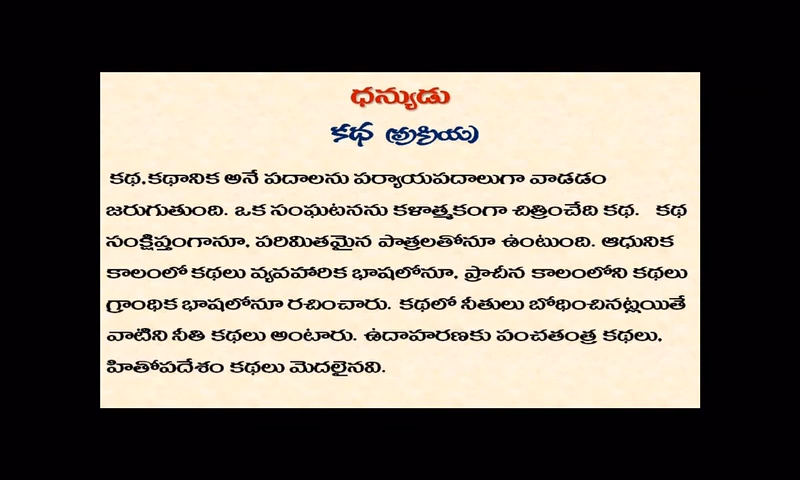 ధన్యుడు
కథ ప్రక్రియ
కథ,కథానిక అనే పదాలను పర్యాయపదాలుగా వాడడం
జరుగుతుంది. ఒక సంఘటనను కళాత్మకంగా చిత్రించేది కథ. కథ
సంక్షిప్తంగానూ, పరిమితమైన పాత్రలతోనూ ఉంటుంది. ఆధునిక
కాలంలో కథలు వ్యవహారిక భాషలోనూ, ప్రాచీన కాలంలోని కథలు
గ్రాంధిక భాషలోనూ రచించారు. కథలో నీతులు బోధించినట్లయితే
వాటిని నీతి కథలు అంటారు. ఉదాహరణకు పంచతంత్ర కథలు,
హితోపదేశం కథలు మెదలైనవి.